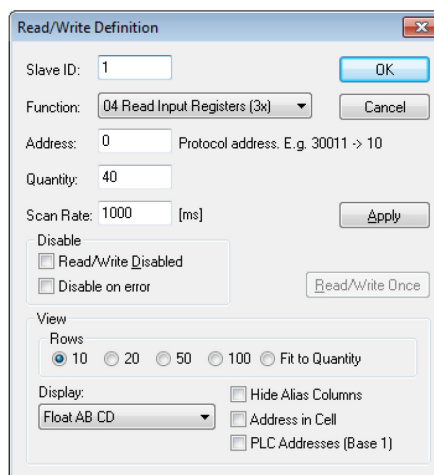 Read/Write Definition
Slave ID: 1 OK
Function: 04 Read Input Registers (3x) Cancel
Address: 0 Protocol address. E.g. 30011 -> 10
Quantity: 40
Scan Rate: 1000 [ms] Apply
Disable
Read/Write Disabled
Disable on error
Read/Write Once
View
Rows
10 20 50 100 Fit to Quantity
Display: Hide Alias Columns
Float AB CD Address in Cell
PLC Addresses (Base 1)